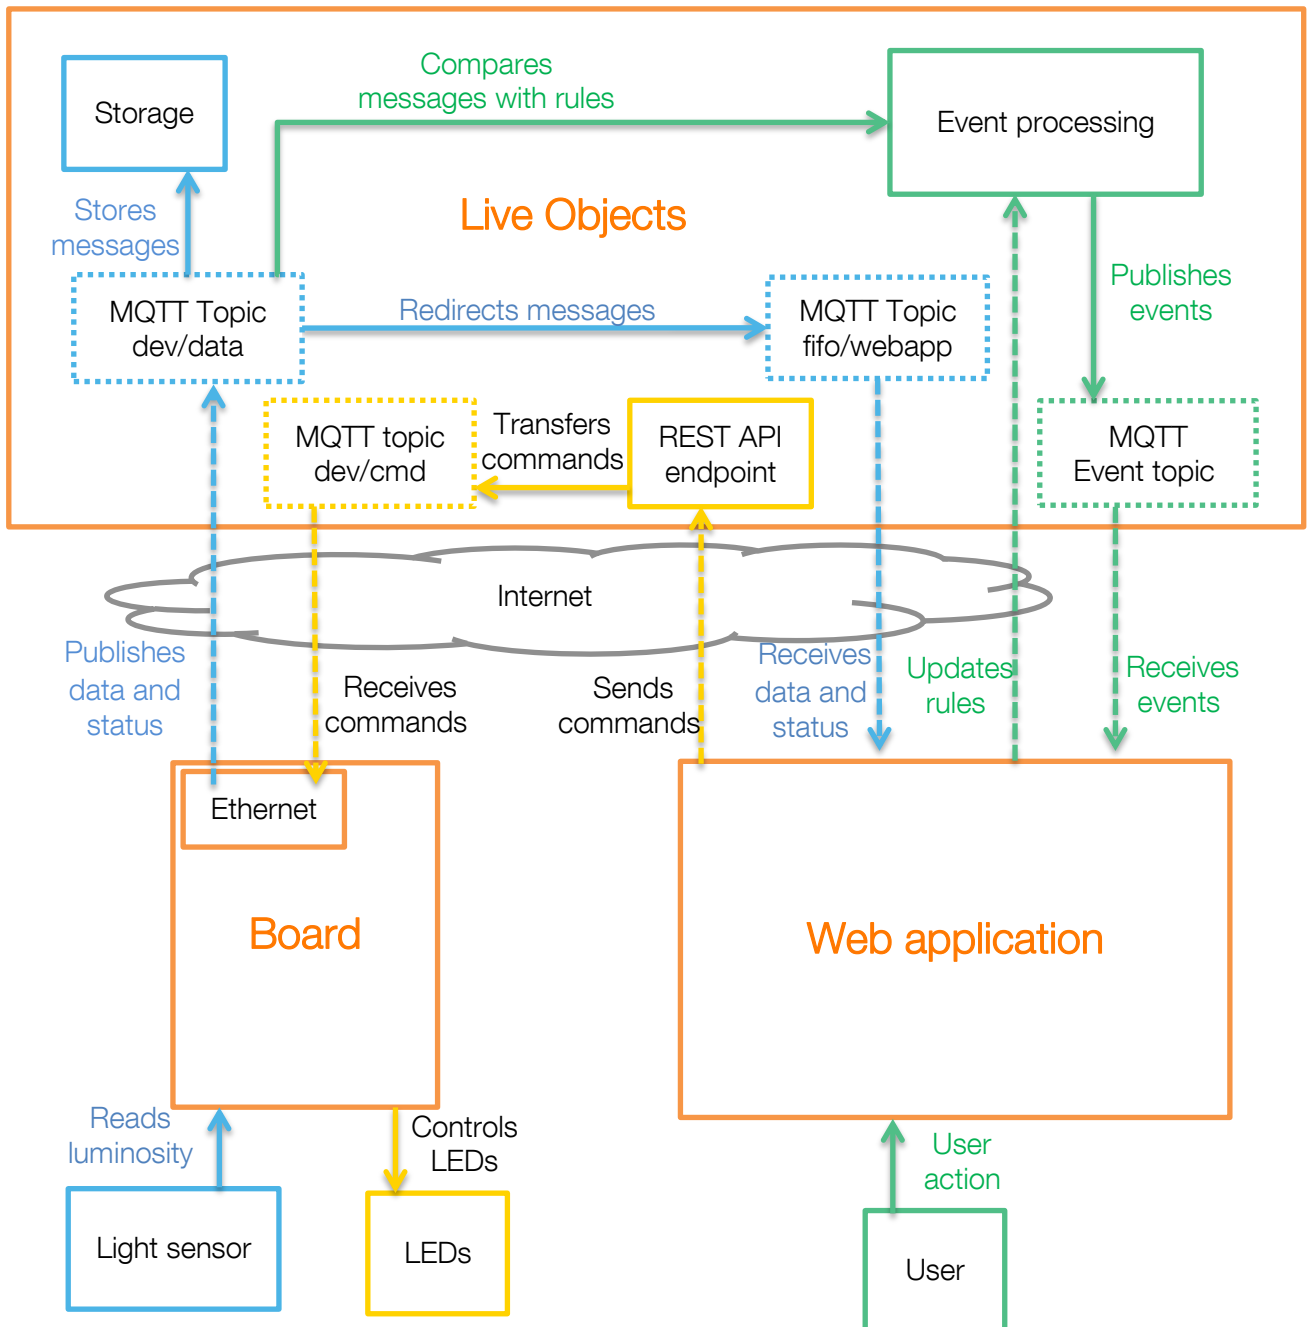 Compares
messages with rules
Storage
Event processing
Stores
messages
Live Objects
Publishes
events
MQTT Topic
dev/data
Redirects messages
MQTT Topic
fifo/webapp
MQTT topic
dev/cmd
Transfers
commands
REST API
endpoint
MQTT
Event topic
Internet
Publishes
data and
status
Receives
commands
Sends
commands
Receives
data and
status
Updates
rules
Receives
events
Ethernet
Board
Web application
Reads
luminosity
Controls
LEDs
User
action
Light sensor
LEDs
User